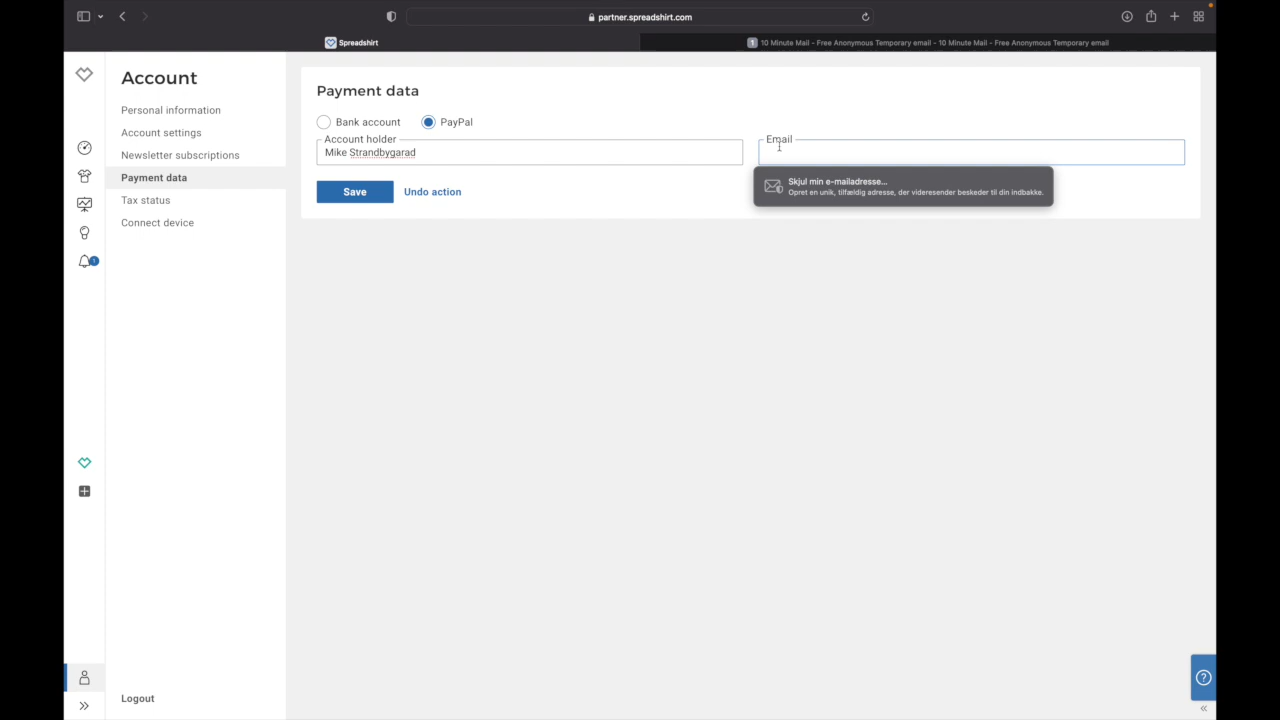 partner.spreadshirt.com
Spreadshirt
1 10 Minute Mail - Free Anonymous Temporary email - 10 Minute Mail - Free Anonymous Temporary email
Account
Personal information
Account settings
Newsletter subscriptions
Payment data
Tax status
Connect device
Logout
Payment data
Bank account
PayPal
Account holder
Mike Strandbygarad
Email
Skjul min e-mailadresse...
Opret en unik, tilfældig adresse, der videresender beskeder til din indbakke.
Save
Undo action
1
?